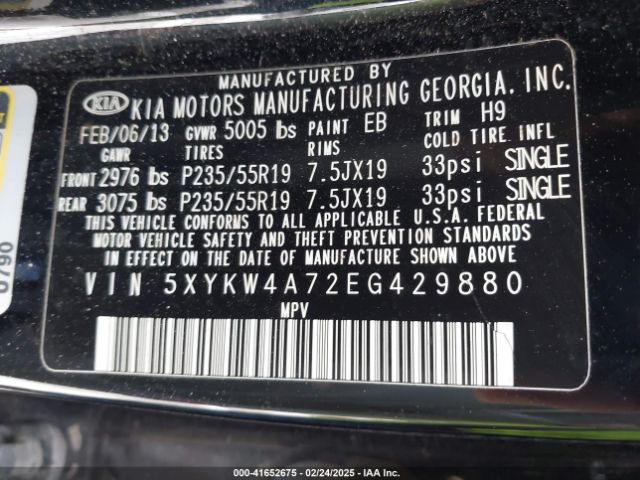 MANUFACTURED BY
KIA KIA MOTORS MANUFACTURING GEORGIA, INC.
FEB/06/13 GVWR 5005 lbs PAINT EB TRIM H9
GAWR TIRES RIMS COLD TIRE INFL
FRONT 2976 lbs P235/55R19 7.5JX19 33psi SINGLE
REAR 3075 lbs P235/55R19 7.5JX19 33psi SINGLE
THIS VEHICLE CONFORMS TO ALL APPLICABLE U.S.A. FEDERAL
MOTOR VEHICLE SAFETY AND THEFT PREVENTION STANDARDS
IN EFFECT ON THE DATE OF MANUFACTURE SHOWN ABOVE
VIN 5XYKW4A72EG429880
MPV
0790
000-41652675 - 02/24/2025 - IAA Inc.